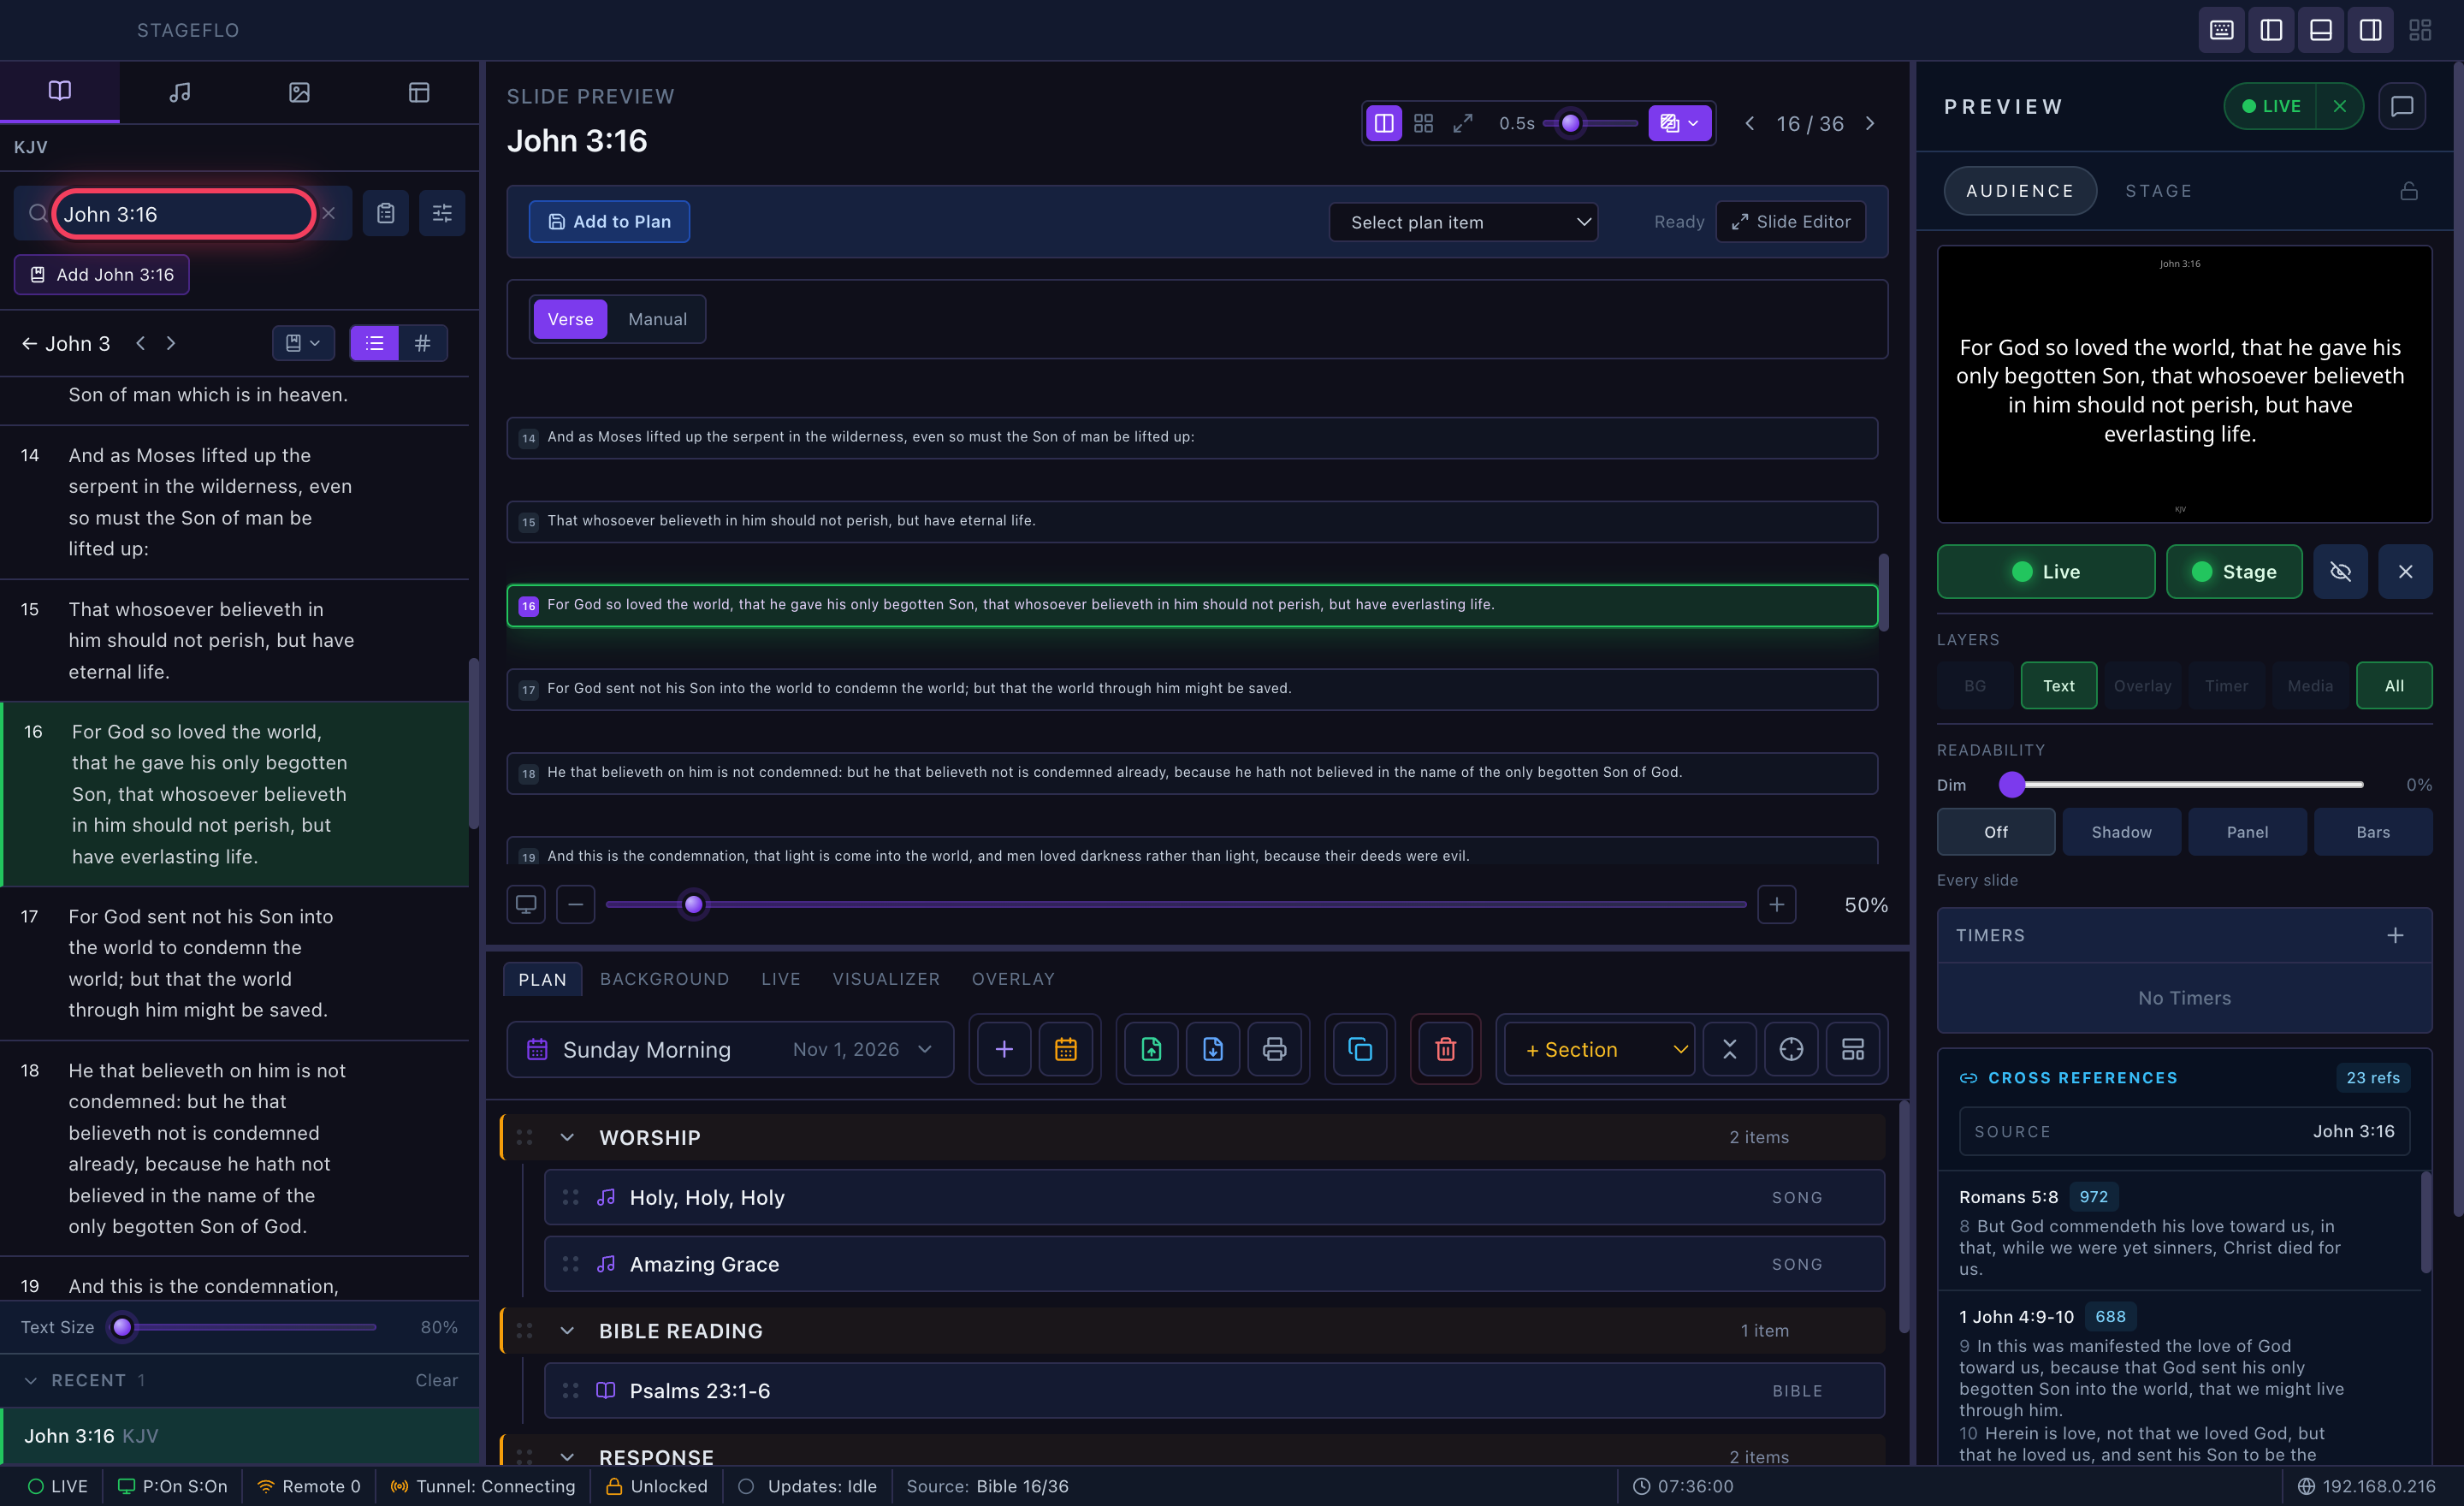 STAGEFLO
KJV
John 3:16
Add John 3:16
John 3
Son of man which is in heaven.
14 And as Moses lifted up the
serpent in the wilderness, even
so must the Son of man be
lifted up:
15 That whosoever believeth in
him should not perish, but have
eternal life.
16 For God so loved the world,
that he gave his only begotten
Son, that whosoever believeth
in him should not perish, but
have everlasting life.
17 For God sent not his Son into
the world to condemn the
world; but that the world
through him might be saved.
18 He that believeth on him is not
condemned: but he that
believeth not is condemned
already, because he hath not
believed in the name of the
only begotten Son of God.
19 And this is the condemnation,
Text Size 80%
RECENT 1 Clear
John 3:16 KJV
SLIDE PREVIEW
John 3:16
0.5s
16 / 36
Add to Plan
Select plan item
Ready
Slide Editor
Verse Manual
14 And as Moses lifted up the serpent in the wilderness, even so must the Son of man be lifted up:
15 That whosoever believeth in him should not perish, but have eternal life.
16 For God so loved the world, that he gave his only begotten Son, that whosoever believeth in him should not perish, but have everlasting life.
17 For God sent not his Son into the world to condemn the world; but that the world through him might be saved.
18 He that believeth on him is not condemned: but he that believeth not is condemned already, because he hath not believed in the name of the only begotten Son of God.
19 And this is the condemnation, that light is come into the world, and men loved darkness rather than light, because their deeds were evil.
50%
PLAN BACKGROUND LIVE VISUALIZER OVERLAY
Sunday Morning Nov 1, 2026
+ Section
WORSHIP 2 items
Holy, Holy, Holy SONG
Amazing Grace SONG
BIBLE READING 1 item
Psalms 23:1-6 BIBLE
RESPONSE 2 items
PREVIEW
LIVE
AUDIENCE STAGE
John 3:16
For God so loved the world, that he gave his
only begotten Son, that whosoever believeth
in him should not perish, but have
everlasting life.
KJV
Live Stage
LAYERS
BG Text Overlay Timer Media All
READABILITY
Dim 0%
Off Shadow Panel Bars
Every slide
TIMERS
No Timers
CROSS REFERENCES 23 refs
SOURCE John 3:16
Romans 5:8 972
8 But God commendeth his love toward us, in
that, while we were yet sinners, Christ died for
us.
1 John 4:9-10 688
9 In this was manifested the love of God
toward us, because that God sent his only
begotten Son into the world, that we might live
through him.
10 Herein is love, not that we loved God, but
that he loved us, and sent his Son to be the
LIVE P:On S:On Remote 0 Tunnel: Connecting Unlocked Updates: Idle Source: Bible 16/36 07:36:00 192.168.0.216